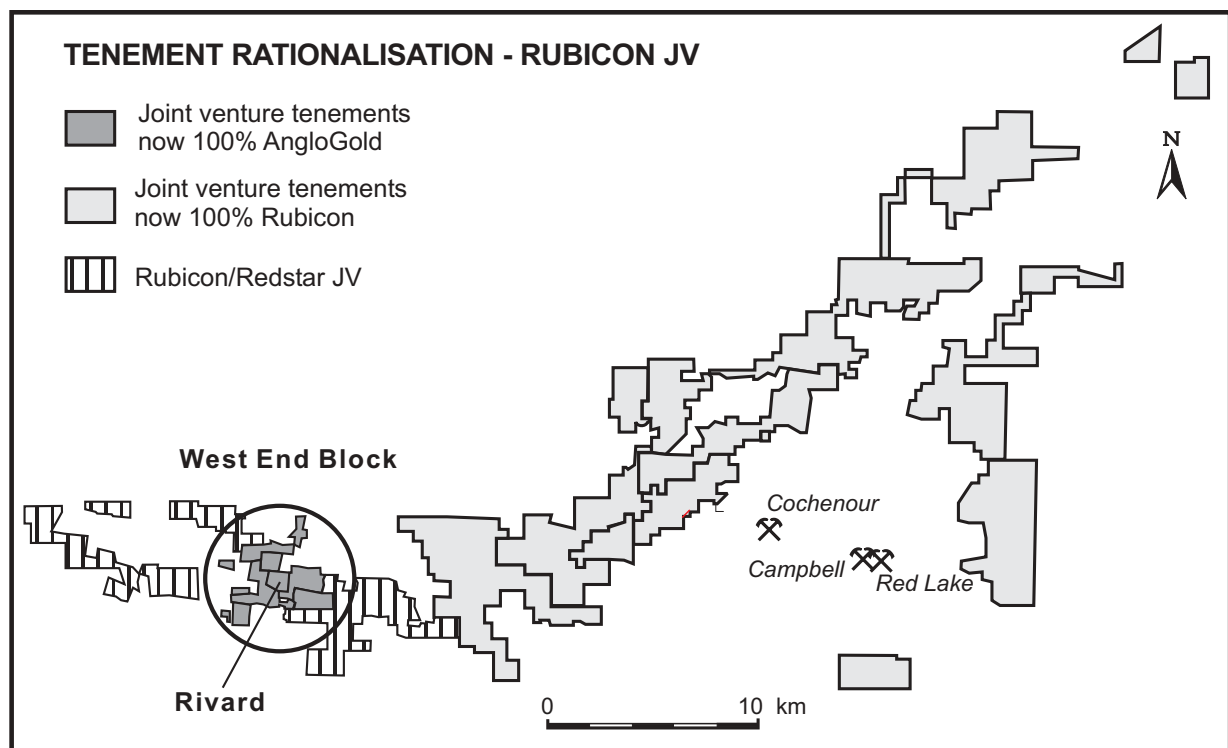 TENEMENT RATIONALISATION - RUBICON JV
Joint venture tenements
now 100% AngloGold
Joint venture tenements
now 100% Rubicon
Rubicon/Redstar JV
N
West End Block
Cochenour
Campbell
Red Lake
Rivard
0 10 km